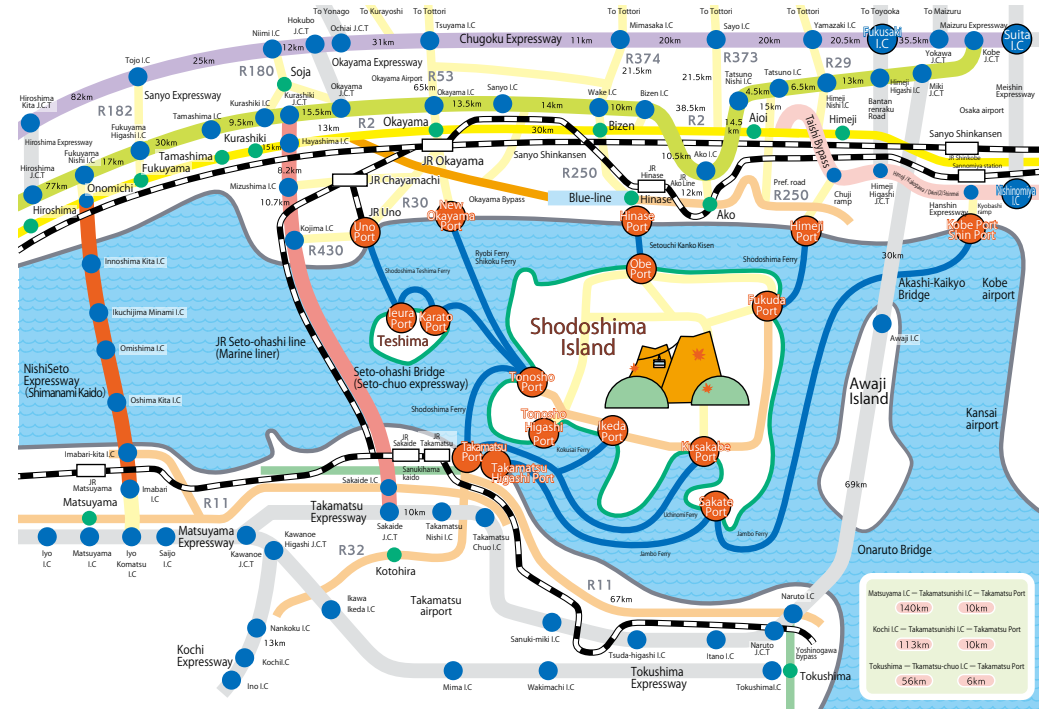 To Yonago
To Kurayoshi
To Tottori
To Tottori
To Tottori
To Tottori
To Toyooka
To Maizuru
Hokubo
J.C.T
Niimi I.C
Ochiai J.C.T
Tsuyama I.C
Mimasaka I.C
Sayo I.C
Yamazaki I.C
Fukusaki
I.C
Maizuru Expressway
Suita
I.C
12km
31km
Chugoku Expressway
11km
20km
20km
20.5km
35.5km
Yokawa
J.C.T
Kobe
J.C.T
25km
Tojo I.C
R180
Soja
Okayama Expressway
Okayama Airport
65km
R53
R374
21.5km
R373
21.5km
R29
Tatsuno
Nishi I.C
Tatsuno I.C
6.5km
13km
Himeji
Higashi I.C
Miki
J.C.T
Meishin
Expressway
82km
Hiroshima
Kita J.C.T
R182
Sanyo Expressway
Kurashiki I.C
Kurashiki
J.C.T
Okayama
J.C.T
Okayama I.C
Sanyo I.C
Wake I.C
Bizen I.C
4.5km
15km
Himeji
Nishi I.C
Bantan
renraku
Road
Osaka airport
Tamashima I.C
9.5km
15.5km
13.5km
14km
10km
38.5km
14.5
km
Fukuyama
Higashi I.C
30km
13km
R2
Okayama
30km
Bizen
R2
Aioi
Taishi Bypass
Himeji
Sanyo Shinkansen
Hiroshima Expressway
Fukuyama
Nishi I.C
17km
Kurashiki
15km
Hayashima I.C
JR Okayama
Sanyo Shinkansen
10.5km
Ako I.C
JR Shinkobe
Sannomiya station
Hiroshima
J.C.T
77km
Tamashima
Fukuyama
Onomichi
8.2km
Mizushima I.C
10.7km
JR Chayamachi
R250
JR
Hinase
JR
Ako Line
12km
Pref. road
R250
Chuji
ramp
Himeji
Higashi J.C.T
Hanshin
Expressway
Kyobashi
ramp
Nishinomiya
I.C
Hiroshima
JR Uno
R30
New
Okayama
Port
Okayama Bypass
Blue-line
Hinase
Hinase
Port
Ako
Himeji
Port
Kobe Port
Shin Port
Kojima I.C
R430
Uno
Port
Ryobi Ferry
Shikoku Ferry
Setouchi Kanko Kisen
Obe
Port
Shodoshima Ferry
30km
Innoshima Kita I.C
Shodoshima Teshima Ferry
Akashi-Kaikyo
Bridge
Kobe
airport
Ikuchijima Minami I.C
Ieura
Port
Karato
Port
Teshima
Shodoshima
Island
Fukuda
Port
Awaji I.C
JR Seto-ohashi line
(Marine liner)
Omishima I.C
NishiSeto
Expressway
(Shimanami Kaido)
Seto-ohashi Bridge
(Seto-chuo expressway)
Tonosho
Port
Awaji
Island
Oshima Kita I.C
Shodoshima Ferry
Tonosho
Higashi
Port
Ikeda
Port
Kansai
airport
Imabari-kita I.C
JR
Sakaide
JR
Takamatsu
Takamatsu
Port
Kokusai Ferry
Kusakabe
Port
JR
Matsuyama
Imabari
I.C
Sanukihama
kaido
Takamatsu
Higashi Port
69km
Sakaide I.C
Matsuyama
R11
Takamatsu
Expressway
Sakaide
J.C.T
10km
Takamatsu
Nishi I.C
Takamatsu
Chuo I.C
Uchinomi Ferry
Sakate
Port
Jambo Ferry
Jambo Ferry
Matsuyama
Expressway
Kawanoe
J.C.T
Kawanoe
Higashi J.C.T
Iyo
I.C
Matsuyama
I.C
Iyo
Komatsu
I.C
Saijo
I.C
R32
Kotohira
Onaruto Bridge
R11
67km
Takamatsu
airport
Ikawa
Ikeda I.C
Naruto I.C
Nankoku I.C
13km
Sanuki-miki I.C
Tsuda-higashi I.C
Itano I.C
Naruto
J.C.T
Yoshinogawa
bypass
Kochi
Expressway
KochiI.C
Ino I.C
Mima I.C
Wakimachi I.C
Tokushima
Expressway
TokushimaI.C
Tokushima
Matsuyama I.C — Takamatsunishi I.C — Takamatsu Port
140km
10km
Kochi I.C — Takamatsunishi I.C — Takamatsu Port
113km
10km
Tokushima — Tkamatsu-chuo I.C — Takamatsu Port
56km
6km